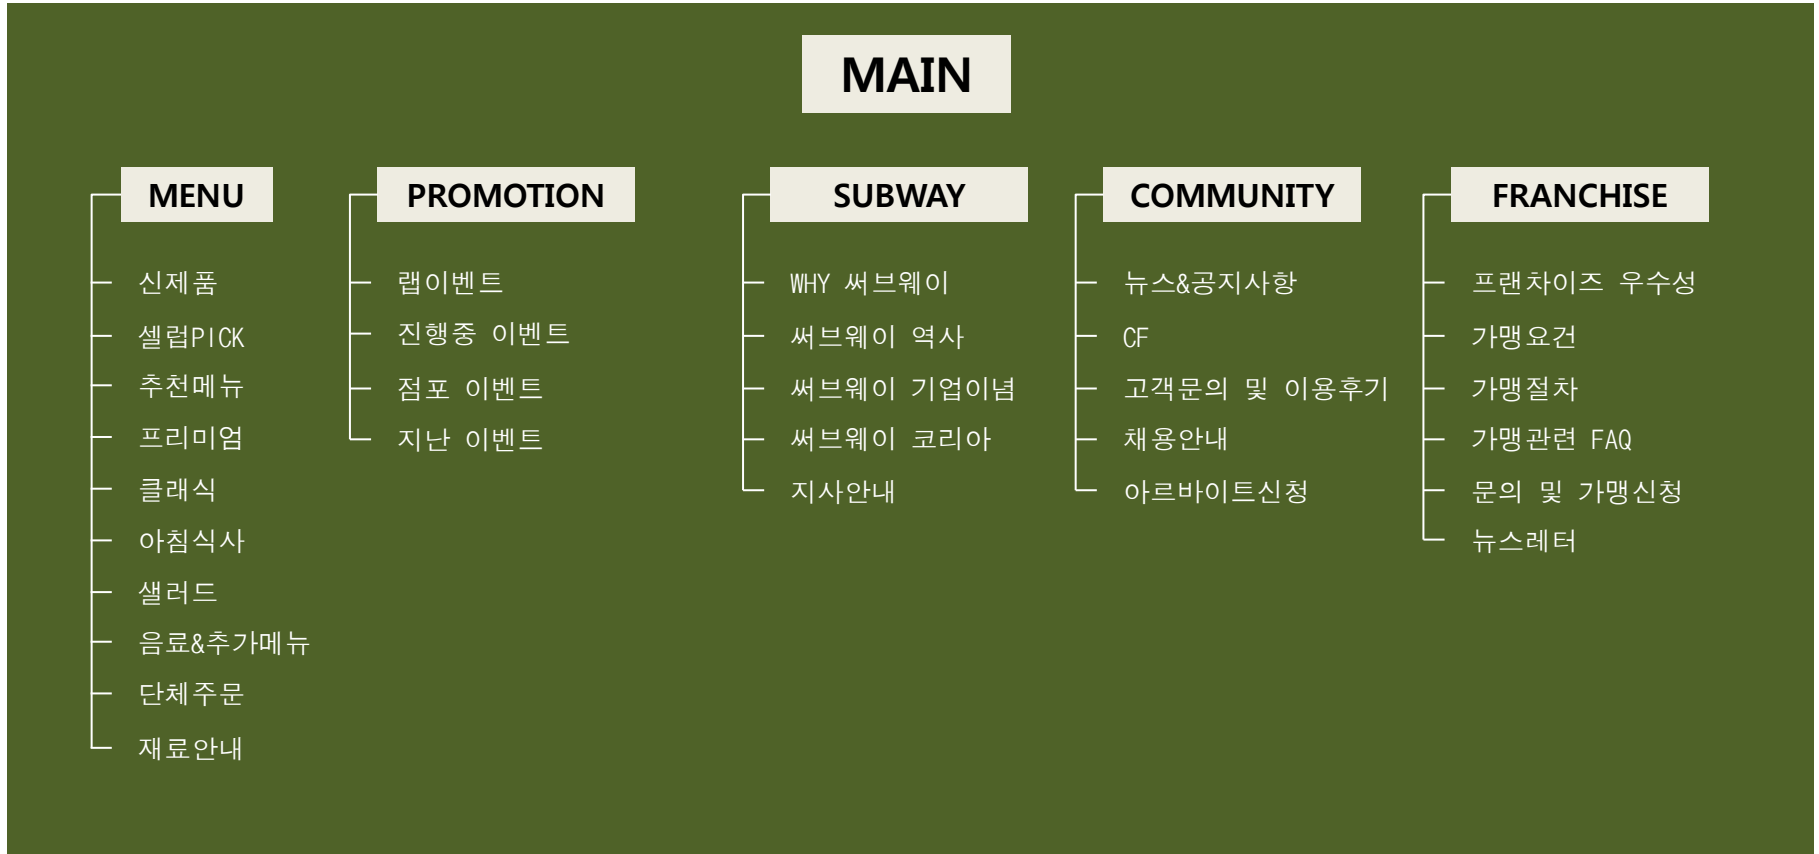 MAIN
MENU
신제품
셀럽PICK
추천메뉴
프리미엄
클래식
아침식사
샐러드
음료&추가메뉴
단체주문
재료안내
PROMOTION
랩이벤트
진행중 이벤트
점포 이벤트
지난 이벤트
SUBWAY
WHY 써브웨이
써브웨이 역사
써브웨이 기업이념
써브웨이 코리아
지사안내
COMMUNITY
뉴스&공지사항
CF
고객문의 및 이용후기
채용안내
아르바이트신청
FRANCHISE
프랜차이즈 우수성
가맹요건
가맹절차
가맹관련 FAQ
문의 및 가맹신청
뉴스레터